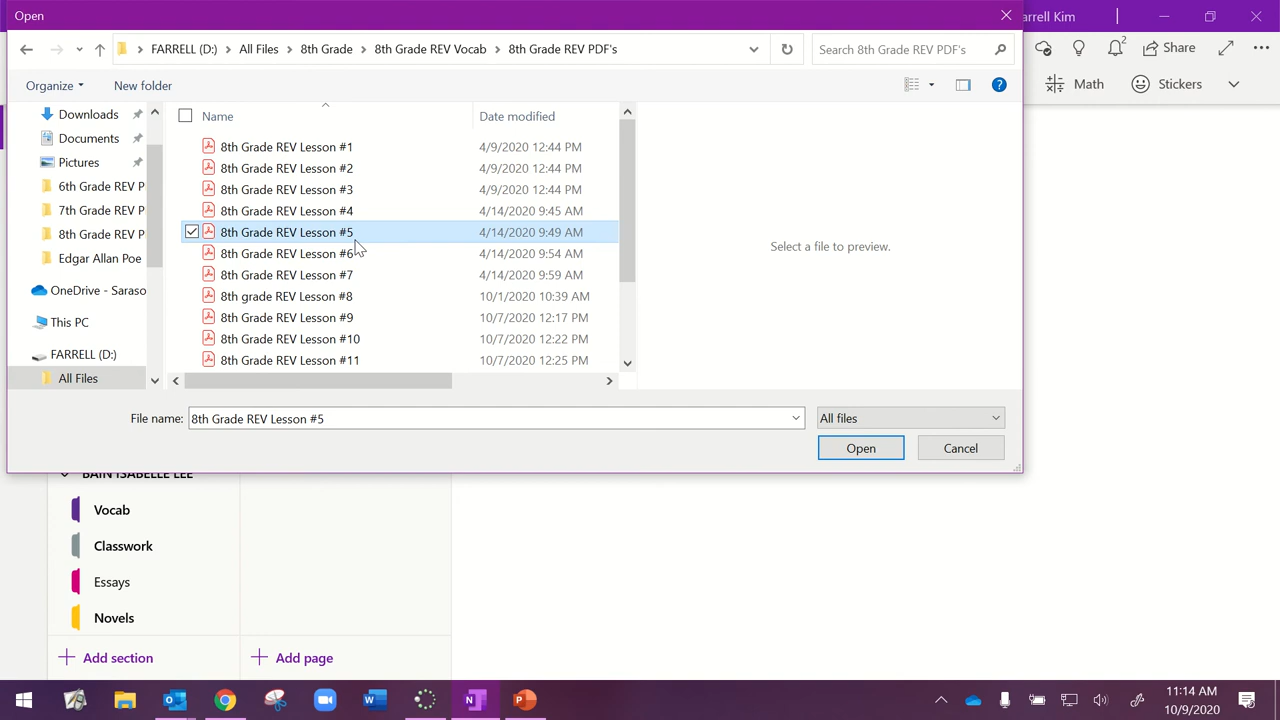 Open
arrell Kim
FARRELL (D:) > All Files > 8th Grade > 8th Grade REV Vocab > 8th Grade REV PDF's
Search 8th Grade REV PDF's
2
Share
Organize
New folder
?
Math
Stickers
Downloads
Documents
Pictures
6th Grade REV P
7th Grade REV P
8th Grade REV P
Edgar Allan Poe
OneDrive - Saraso
This PC
FARRELL (D:)
All Files
Name Date modified
8th Grade REV Lesson #1 4/9/2020 12:44 PM
8th Grade REV Lesson #2 4/9/2020 12:44 PM
8th Grade REV Lesson #3 4/9/2020 12:44 PM
8th Grade REV Lesson #4 4/14/2020 9:45 AM
8th Grade REV Lesson #5 4/14/2020 9:49 AM
8th Grade REV Lesson #6 4/14/2020 9:54 AM
8th Grade REV Lesson #7 4/14/2020 9:59 AM
8th grade REV Lesson #8 10/1/2020 10:39 AM
8th Grade REV Lesson #9 10/7/2020 12:17 PM
8th Grade REV Lesson #10 10/7/2020 12:22 PM
8th Grade REV Lesson #11 10/7/2020 12:25 PM
Select a file to preview.
File name: 8th Grade REV Lesson #5
All files
Open
Cancel
BAIN ISABELLE LEE
Vocab
Classwork
Essays
Novels
+ Add section
+ Add page
11:14 AM
10/9/2020